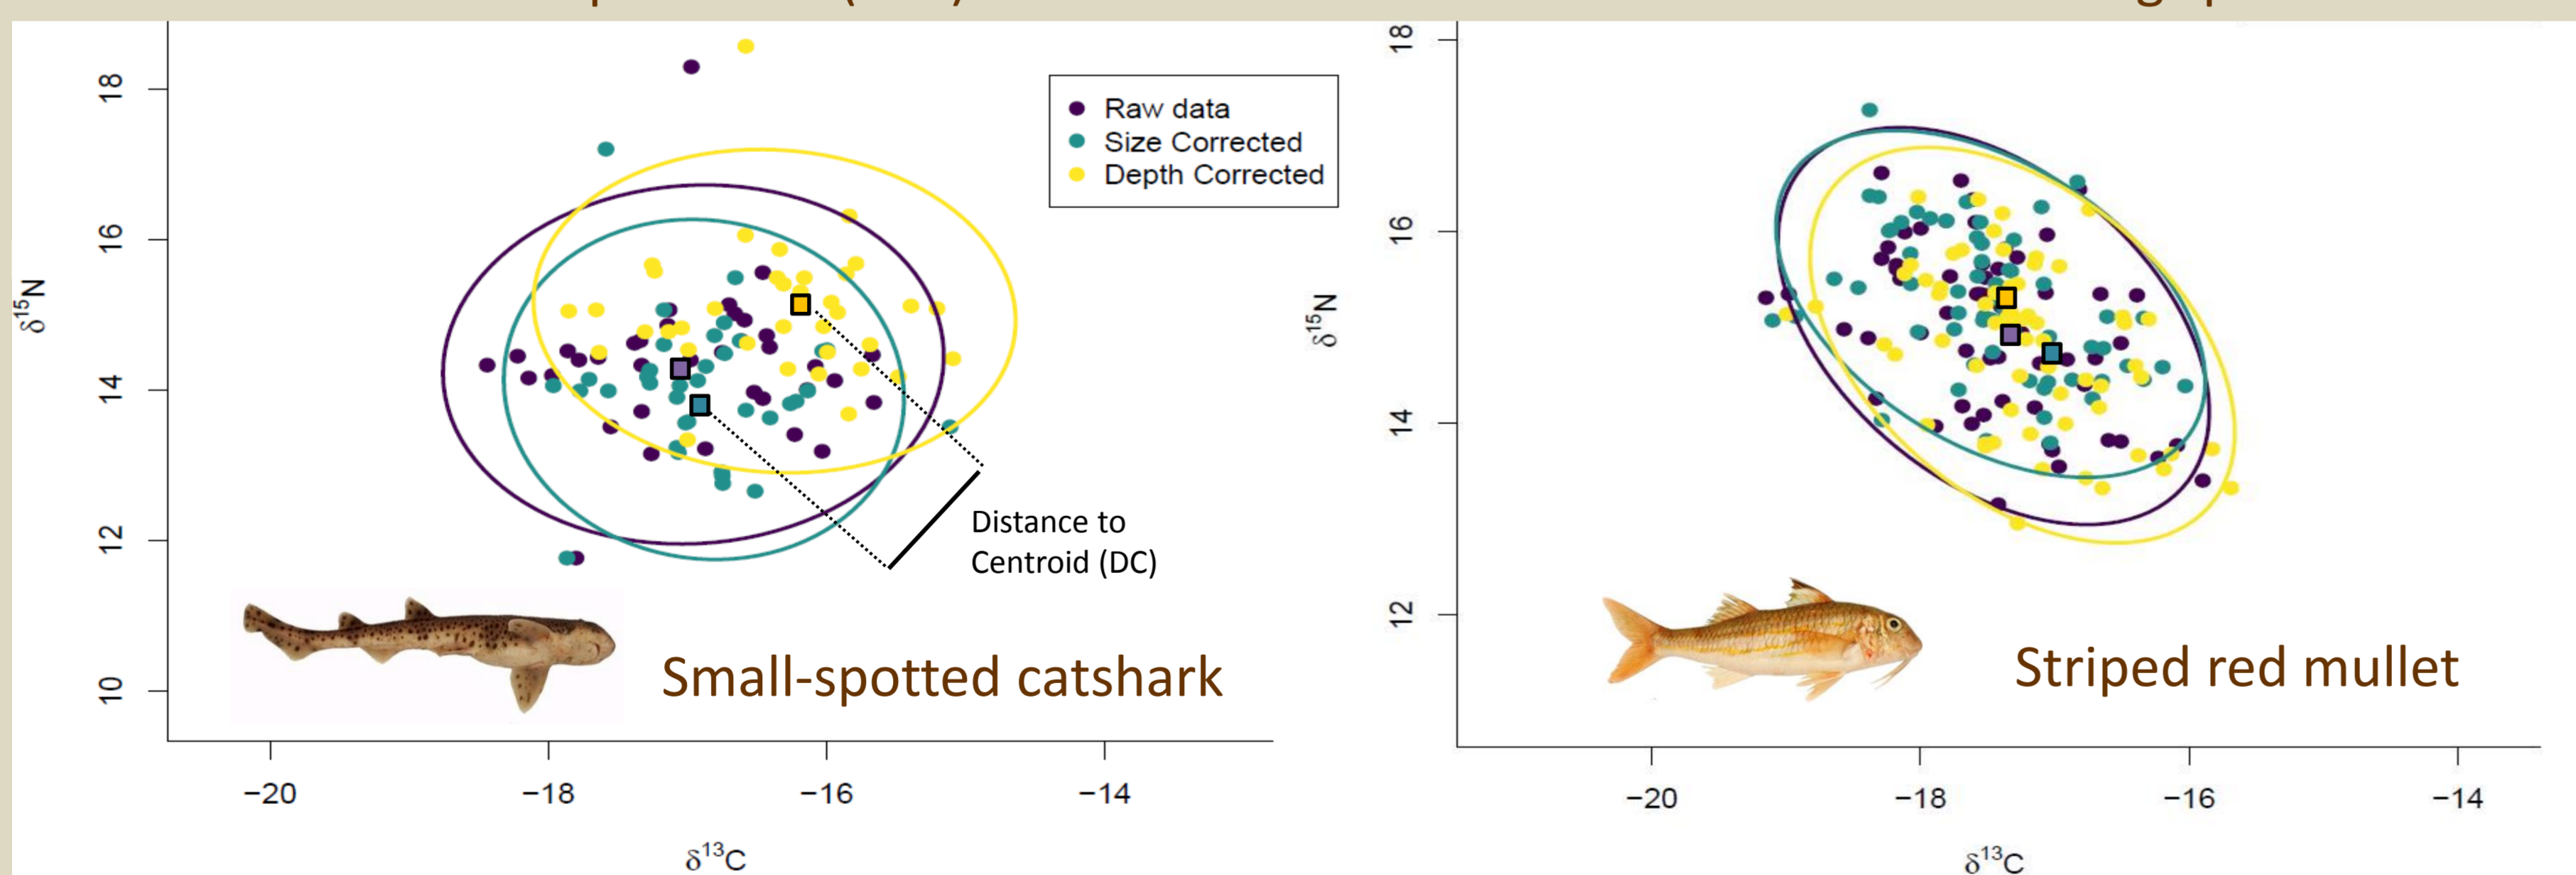 18
16
14
12
10
δ15N
−20
−18
−16
−14
δ13C
Raw data
Size Corrected
Depth Corrected
Distance to
Centroid (DC)
Small-spotted catshark
18
16
14
12
δ15N
−20
−18
−16
−14
δ13C
Striped red mullet